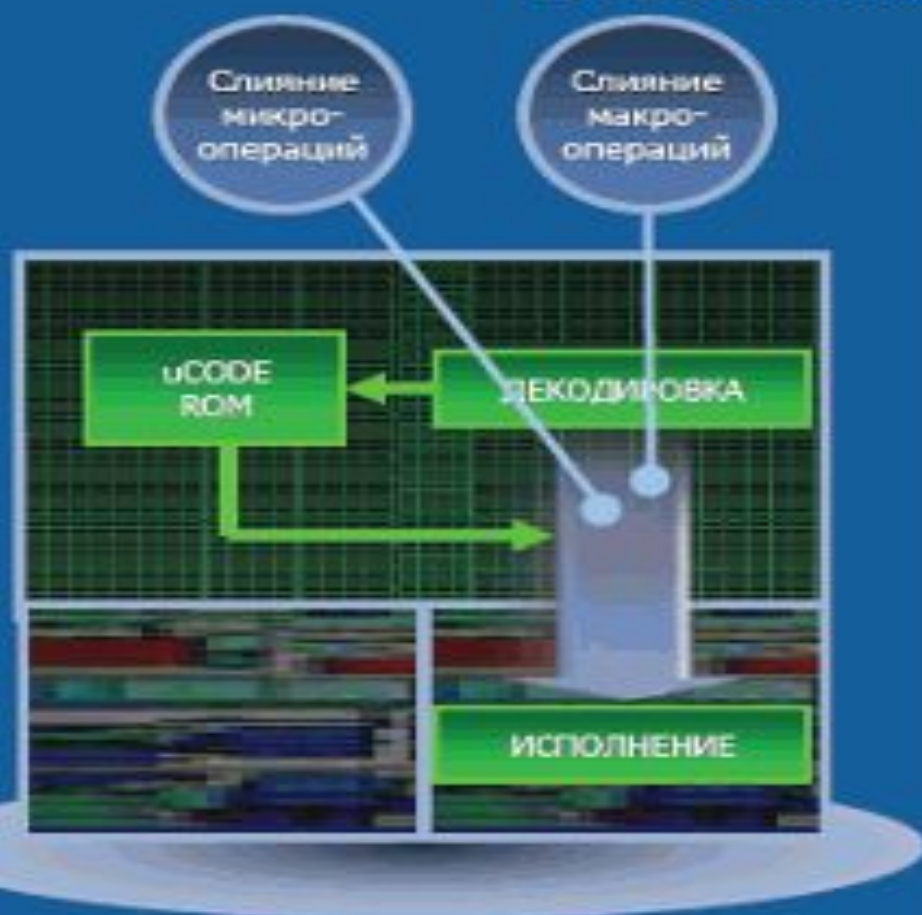 Слияние
микро-
операций
Слияние
макро-
операций
uCODE
ROM
ДЕКОДИРОВКА
ИСПОЛНЕНИЕ